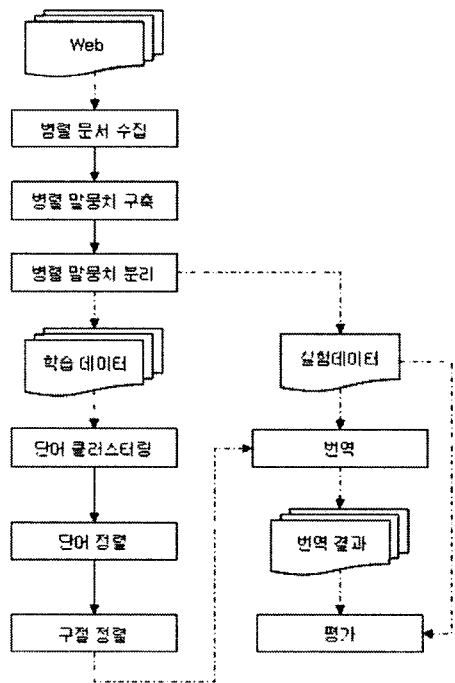 Web
병렬 문서 수집
병렬 말뭉치 구축
병렬 말뭉치 분리
학습 데이터
실험데이터
단어 클러스터링
번역
단어 정렬
번역 결과
구절 정렬
평가